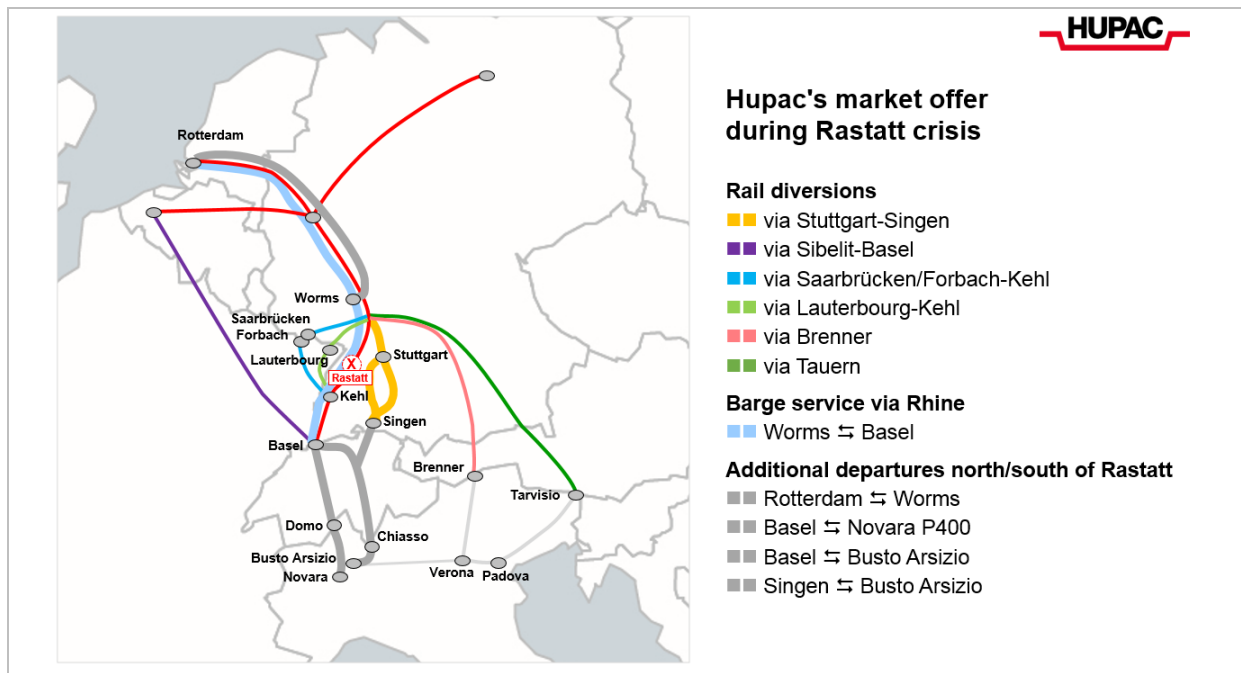 HUPAC
Hupac's market offer
during Rastatt crisis
Rail diversions
via Stuttgart-Singen
via Sibelit-Basel
via Saarbrücken/Forbach-Kehl
via Lauterbourg-Kehl
via Brenner
via Tauern
Barge service via Rhine
Worms ⇆ Basel
Additional departures north/south of Rastatt
Rotterdam ⇆ Worms
Basel ⇆ Novara P400
Basel ⇆ Busto Arsizio
Singen ⇆ Busto Arsizio
Rotterdam
Worms
Saarbrücken
Forbach
Lauterbourg
Stuttgart
X
Rastatt
Kehl
Singen
Basel
Brenner
Tarvisio
Domo
Chiasso
Busto Arsizio
Novara
Verona
Padova